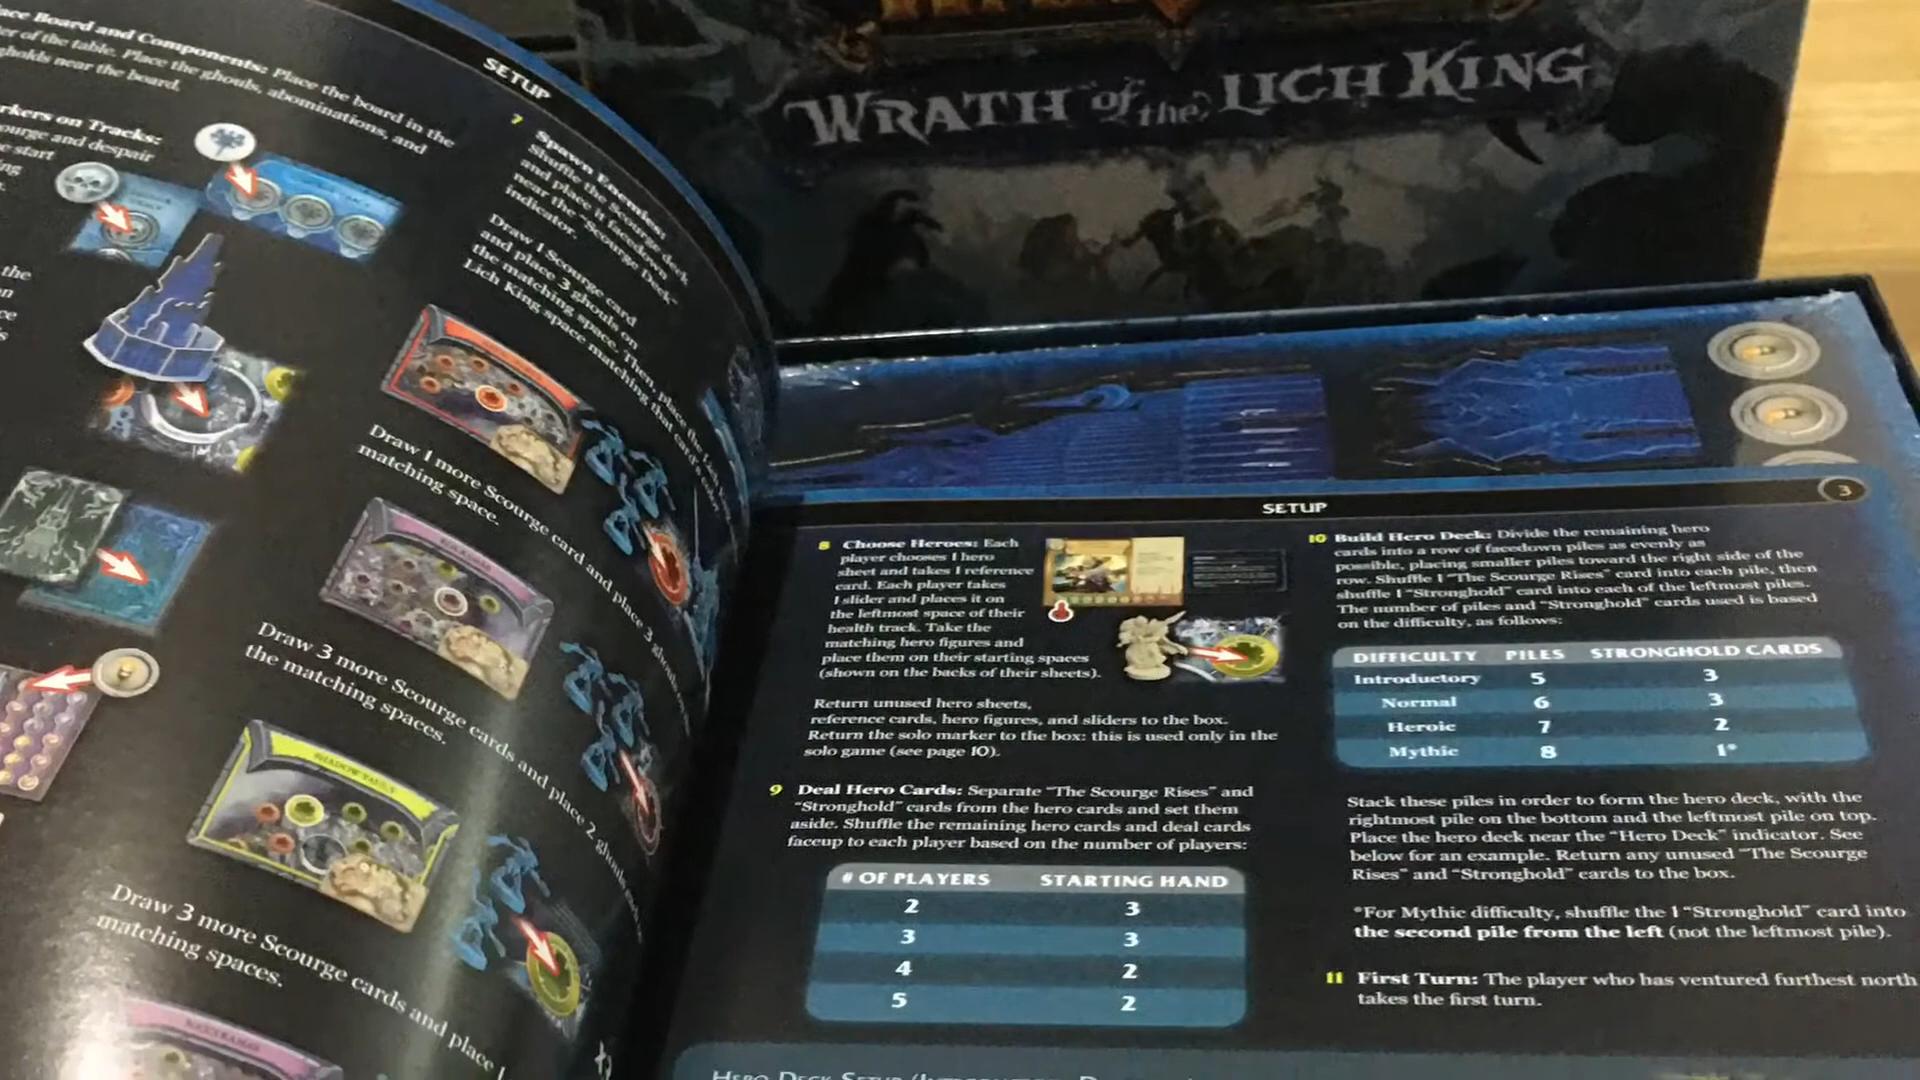 WRATH of the LICH KING
ace Board and Components: Place the board in the
er of the table. Place the ghouls, abominations, and
gholds near the board.
rkers on Tracks:
ourge and despair
e start
ing
the
on
ce
SETUP
7 Spawn Enemies:
Shuffle the Scourge deck
and place it facedown
near the "Scourge Deck"
indicator.
Draw 1 Scourge card
and place 3 ghouls on
the matching space. Then, place the Lich
King space matching that card's color
Draw 1 more Scourge card and place 3 ghouls
matching space.
Draw 3 more Scourge cards and place 2 ghouls each
the matching spaces.
SHADOW VAULT
Draw 3 more Scourge cards and place 1
matching spaces.
SETUP
3
8 Choose Heroes: Each
player chooses 1 hero
sheet and takes 1 reference
card. Each player takes
1 slider and places it on
the leftmost space of their
health track. Take the
matching hero figures and
place them on their starting spaces
(shown on the backs of their sheets).
Return unused hero sheets,
reference cards, hero figures, and sliders to the box.
Return the solo marker to the box; this is used only in the
solo game (see page 10).
9 Deal Hero Cards: Separate "The Scourge Rises" and
"Stronghold" cards from the hero cards and set them
aside. Shuffle the remaining hero cards and deal cards
faceup to each player based on the number of players:
# OF PLAYERS STARTING HAND
2 3
3 3
4 2
5 2
10 Build Hero Deck: Divide the remaining hero
cards into a row of facedown piles as evenly as
possible, placing smaller piles toward the right side of the
row. Shuffle 1 "The Scourge Rises" card into each pile, then
shuffle 1 "Stronghold" card into each of the leftmost piles.
The number of piles and "Stronghold" cards used is based
on the difficulty, as follows:
DIFFICULTY PILES STRONGHOLD CARDS
Introductory 5 3
Normal 6 3
Heroic 7 2
Mythic 8 1*
Stack these piles in order to form the hero deck, with the
rightmost pile on the bottom and the leftmost pile on top.
Place the hero deck near the "Hero Deck" indicator. See
below for an example. Return any unused "The Scourge
Rises" and "Stronghold" cards to the box.
*For Mythic difficulty, shuffle the 1 "Stronghold" card into
the second pile from the left (not the leftmost pile).
11 First Turn: The player who has ventured furthest north
takes the first turn.
HERO DECK SETUP